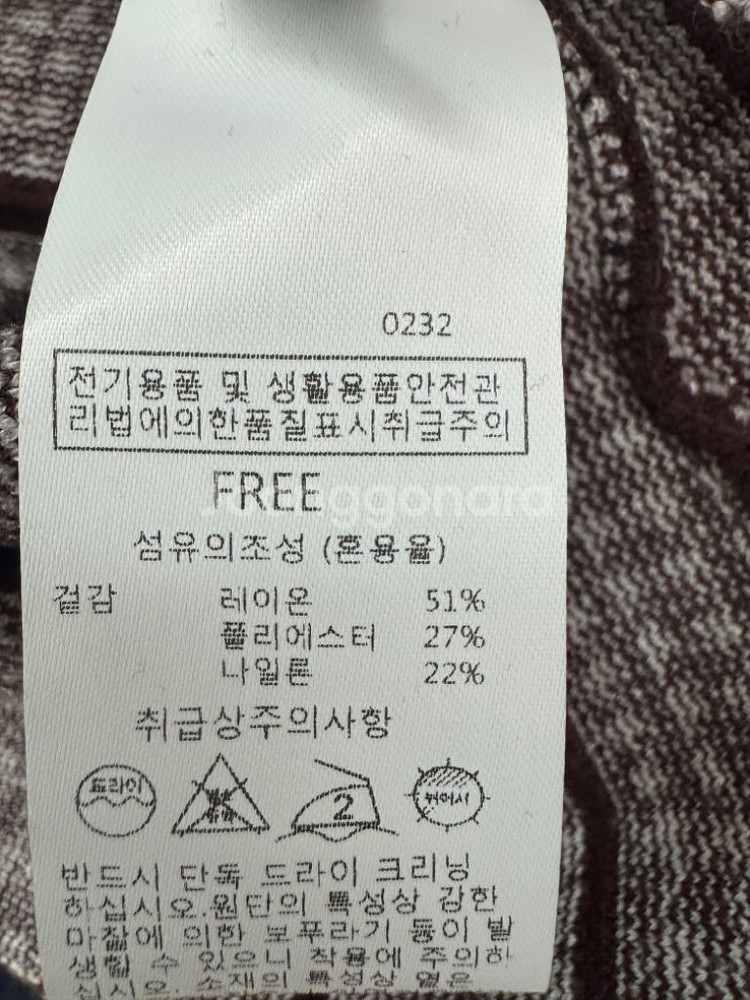 0232
전기용품 및 생활용품안전관
리법에의한품질표시취급주의
FREE
섬유의조성 (혼용율)
겉감 레이온 51%
폴리에스터 27%
나일론 22%
취급상주의사항
드라이 2 뉘어서
반드시 단독 드라이 크리닝
하십시오.원단의 특성상 강한
마찰에 의한 보푸라기 등이 발
생할 수 있으니 착용에 주의하
십시오. 소재의 특성상 열은